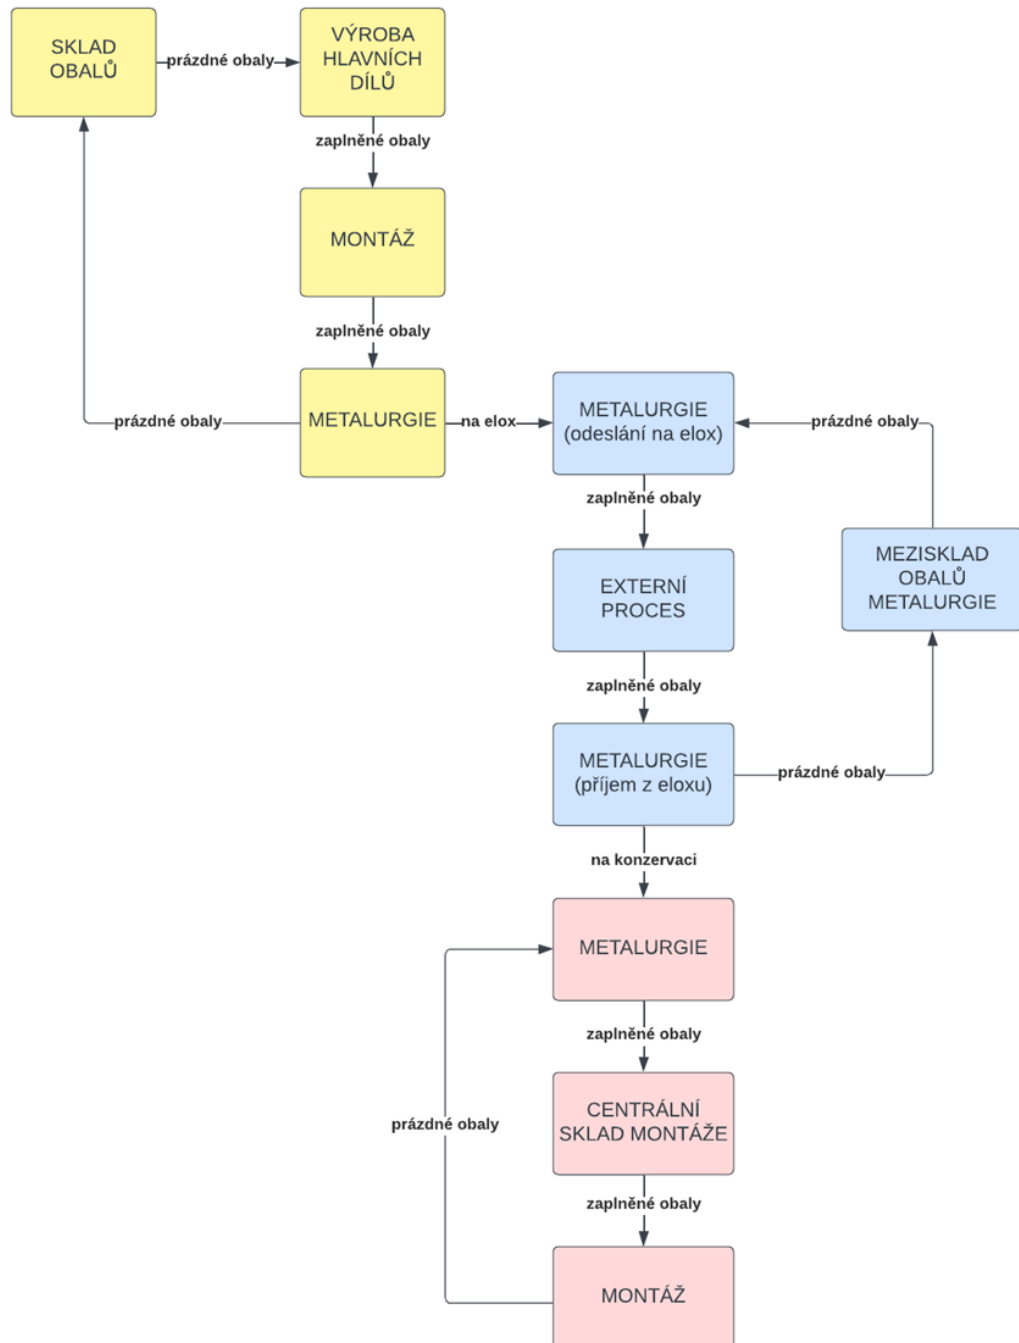 SKLAD
OBALŮ
prázdné obaly
VÝROBA
HLAVNÍCH
DÍLŮ
zaplněné obaly
MONTÁŽ
zaplněné obaly
prázdné obaly
METALURGIE
na elox
METALURGIE
(odeslání na elox)
prázdné obaly
zaplněné obaly
EXTERNÍ
PROCES
MEZISKLAD
OBALŮ
METALURGIE
zaplněné obaly
METALURGIE
(příjem z eloxu)
prázdné obaly
na konzervaci
METALURGIE
zaplněné obaly
CENTRÁLNÍ
SKLAD MONTÁŽE
prázdné obaly
zaplněné obaly
MONTÁŽ